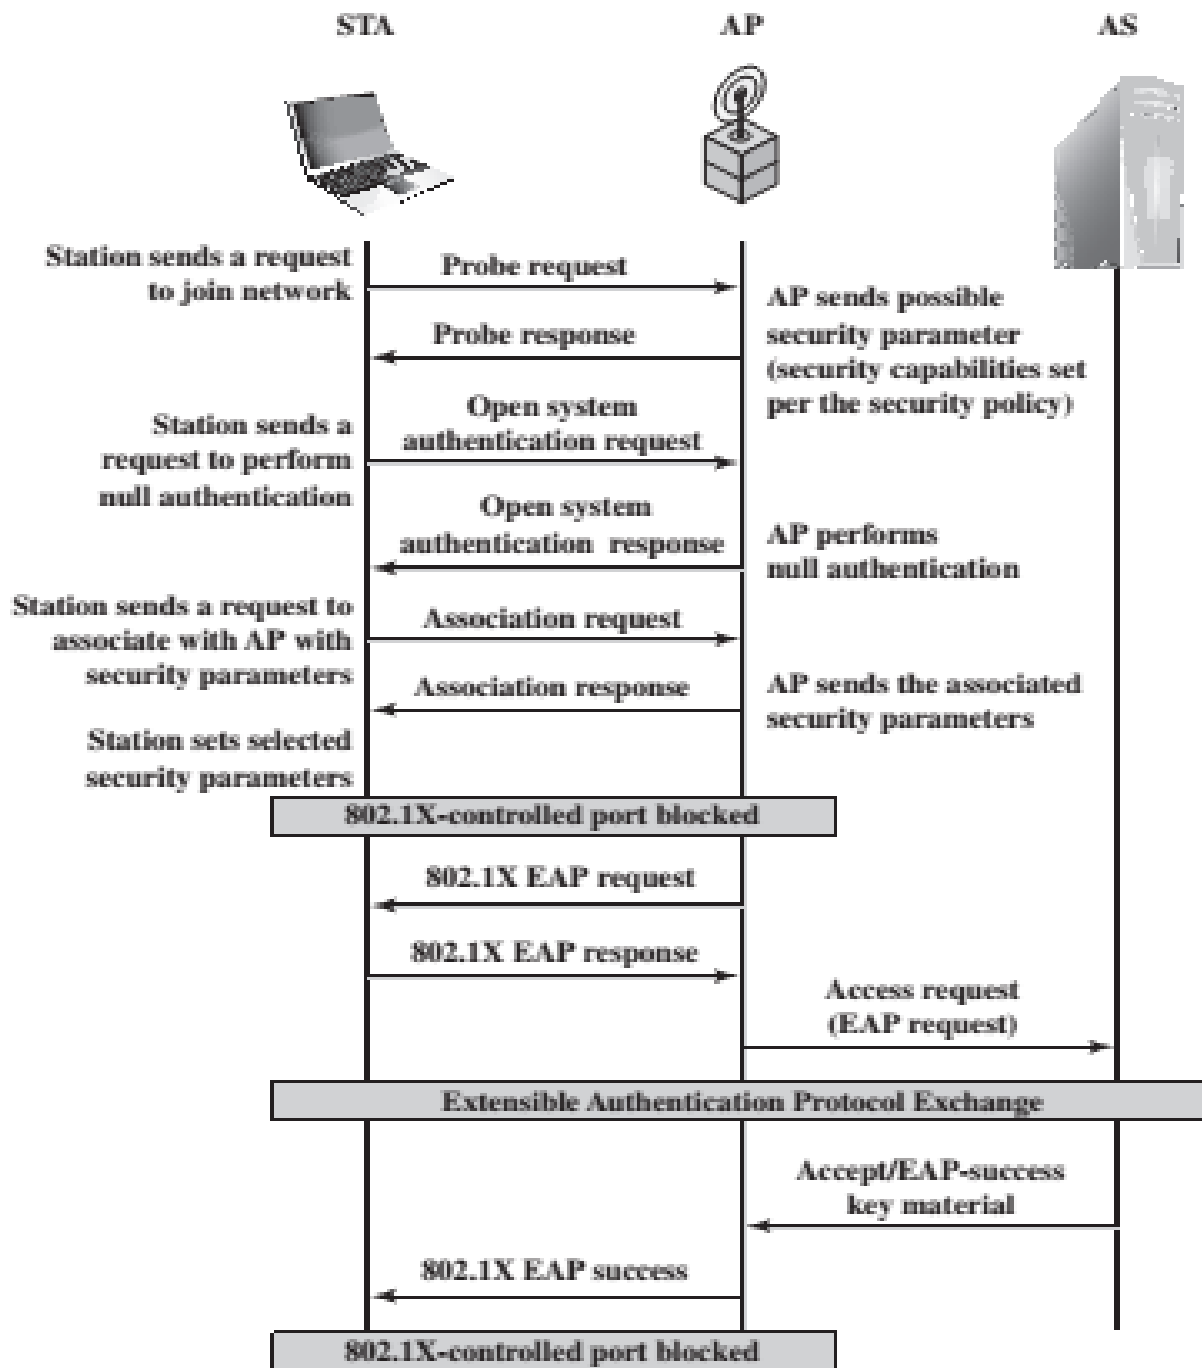 STA
AP
AS
Station sends a request
to join network
Probe request
AP sends possible
security parameter
(security capabilities set
per the security policy)
Probe response
Station sends a
request to perform
null authentication
Open system
authentication request
Open system
authentication response
AP performs
null authentication
Station sends a request to
associate with AP with
security parameters
Association request
Association response
AP sends the associated
security parameters
Station sets selected
security parameters
802.1X-controlled port blocked
802.1X EAP request
802.1X EAP response
Access request
(EAP request)
Extensible Authentication Protocol Exchange
Accept/EAP-success
key material
802.1X EAP success
802.1X-controlled port blocked